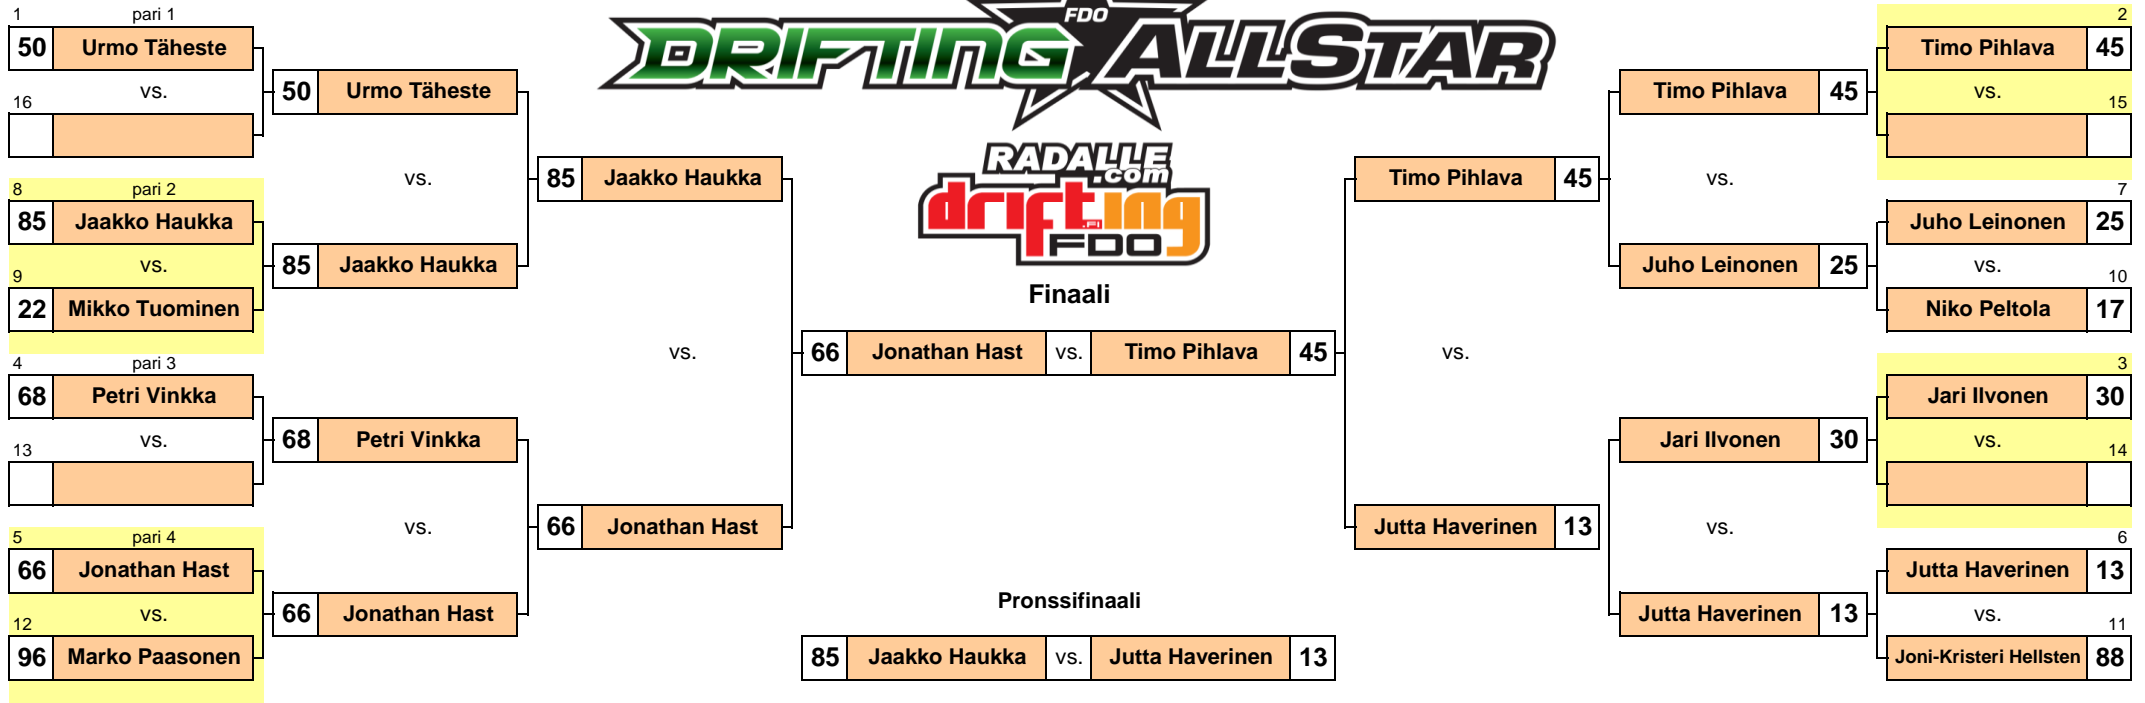 FDO
DRIFTING ALLSTAR
RADALLE
.com
drifting
.FI
FDO
1 pari 1
50 Urmo Täheste
vs.
16
8 pari 2
85 Jaakko Haukka
vs.
9
22 Mikko Tuominen
4 pari 3
68 Petri Vinkka
vs.
13
5 pari 4
66 Jonathan Hast
vs.
12
96 Marko Paasonen
50 Urmo Täheste
vs.
85 Jaakko Haukka
68 Petri Vinkka
vs.
66 Jonathan Hast
85 Jaakko Haukka
vs.
66 Jonathan Hast
Finaali
66 Jonathan Hast vs. Timo Pihlava 45
Pronssifinaali
85 Jaakko Haukka vs. Jutta Haverinen 13
Timo Pihlava 45
vs.
Jutta Haverinen 13
Timo Pihlava 45
vs.
Juho Leinonen 25
Jari Ilvonen 30
vs.
Jutta Haverinen 13
2
Timo Pihlava 45
vs.
15
7
Juho Leinonen 25
vs.
10
Niko Peltola 17
3
Jari Ilvonen 30
vs.
14
6
Jutta Haverinen 13
vs.
11
Joni-Kristeri Hellsten 88